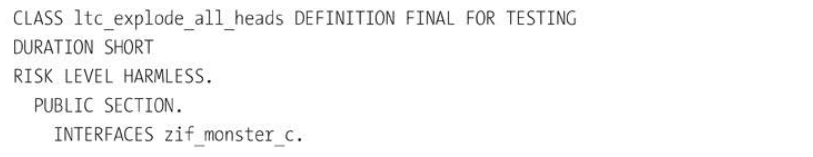 CLASS ltc_explode_all_heads DEFINITION FINAL FOR TESTING
DURATION SHORT
RISK LEVEL HARMLESS.
PUBLIC SECTION.
INTERFACES zif_monster_c.